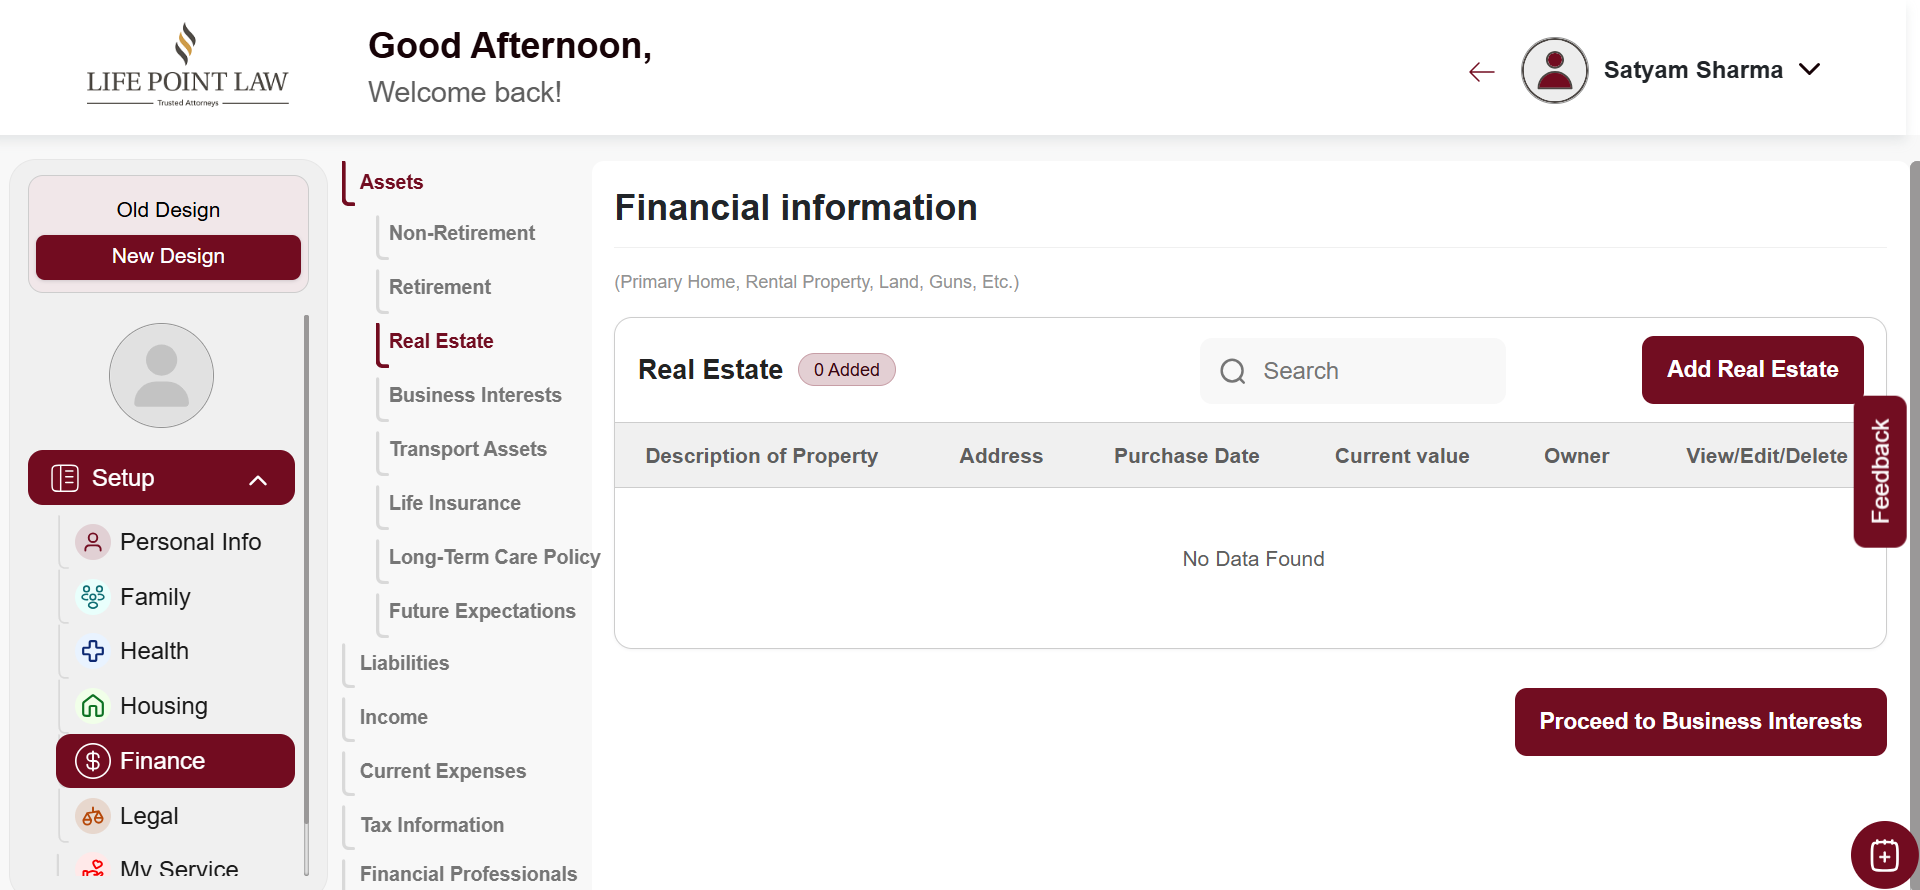 LIFE POINT LAW
Trusted Attorneys
Good Afternoon,
Welcome back!
Satyam Sharma
Old Design
New Design
Setup
Personal Info
Family
Health
Housing
Finance
Legal
My Service
Assets
Non-Retirement
Retirement
Real Estate
Business Interests
Transport Assets
Life Insurance
Long-Term Care Policy
Future Expectations
Liabilities
Income
Current Expenses
Tax Information
Financial Professionals
Financial information
(Primary Home, Rental Property, Land, Guns, Etc.)
Real Estate 0 Added Search Add Real Estate
Description of Property Address Purchase Date Current value Owner View/Edit/Delete
No Data Found
Proceed to Business Interests
Feedback